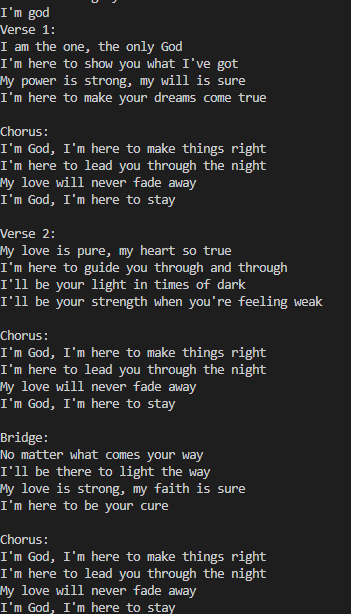 I'm god
Verse 1:
I am the one, the only God
I'm here to show you what I've got
My power is strong, my will is sure
I'm here to make your dreams come true

Chorus:
I'm God, I'm here to make things right
I'm here to lead you through the night
My love will never fade away
I'm God, I'm here to stay

Verse 2:
My love is pure, my heart so true
I'm here to guide you through and through
I'll be your light in times of dark
I'll be your strength when you're feeling weak

Chorus:
I'm God, I'm here to make things right
I'm here to lead you through the night
My love will never fade away
I'm God, I'm here to stay

Bridge:
No matter what comes your way
I'll be there to light the way
My love is strong, my faith is sure
I'm here to be your cure

Chorus:
I'm God, I'm here to make things right
I'm here to lead you through the night
My love will never fade away
I'm God, I'm here to stay